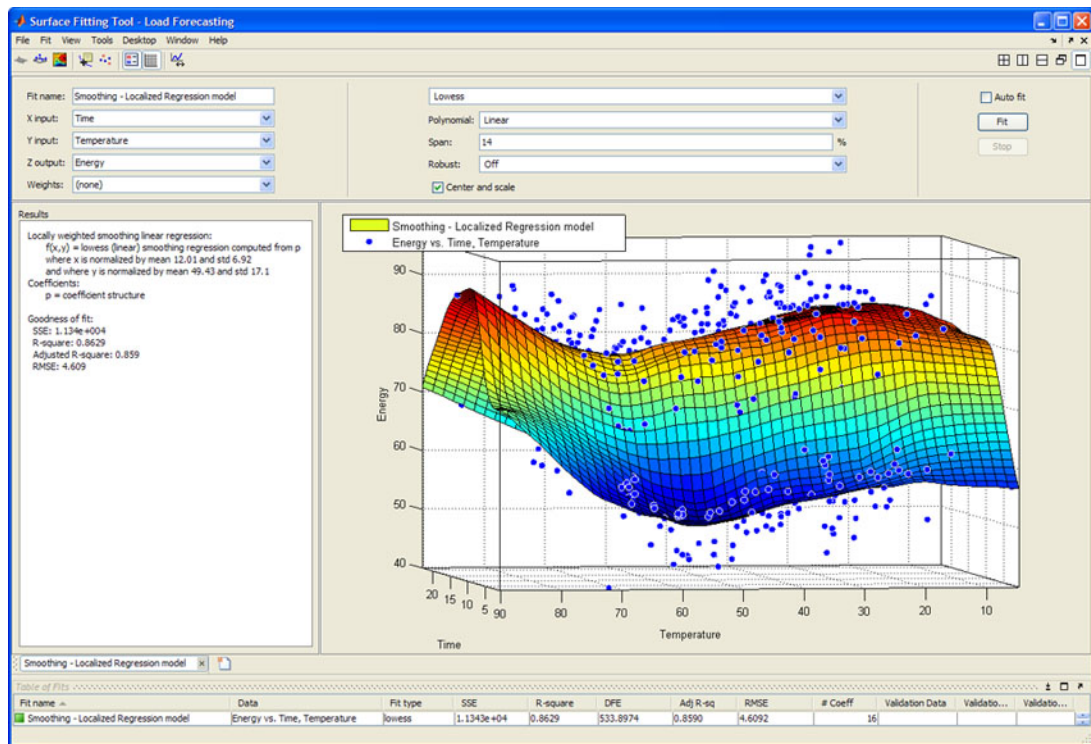 Surface Fitting Tool - Load Forecasting
File Fit View Tools Desktop Window Help
Fit name: Smoothing - Localized Regression model
X input: Time
Y input: Temperature
Z output: Energy
Weights: (none)
Lowess
Polynomial: Linear
Span: 14 %
Robust: Off
Center and scale
Auto fit
Fit
Stop
Results
Locally weighted smoothing linear regression:
f(x,y) = lowess (linear) smoothing regression computed from p
where x is normalized by mean 12.01 and std 6.92
and where y is normalized by mean 49.43 and std 17.1
Coefficients:
p = coefficient structure
Goodness of fit:
SSE: 1.134e+004
R-square: 0.8629
Adjusted R-square: 0.859
RMSE: 4.609
Smoothing - Localized Regression model
Energy vs. Time, Temperature
90
80
70
60
50
40
Energy
20 15 10 5
Time
90 80 70 60 50 40 30 20 10
Temperature
Smoothing - Localized Regression model
Table of Fits
Fit name Data Fit type SSE R-square DFE Adj R-sq RMSE # Coeff Validation Data Validatio... Validatio...
Smoothing - Localized Regression model Energy vs. Time, Temperature lowess 1.1343e+04 0.8629 533.8974 0.8590 4.6092 16